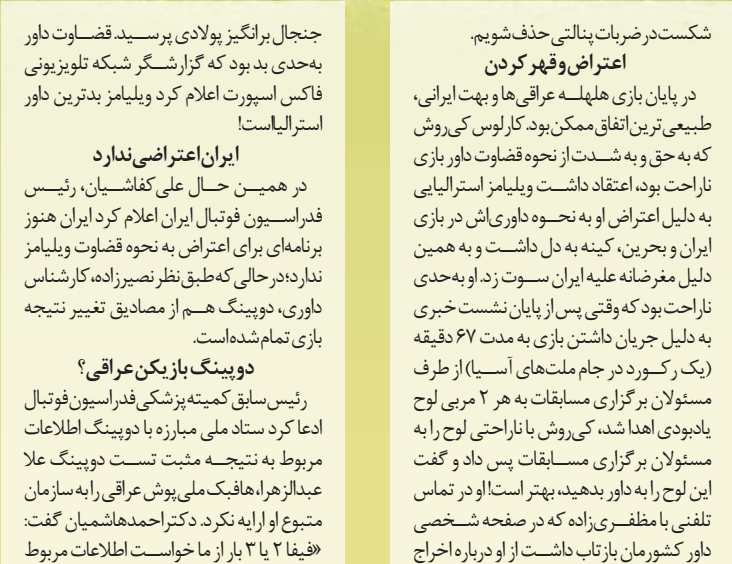 شکست در ضربات پنالتی حذف شویم.
اعتراض و قهر کردن
در پایان بازی هلهلــه عراقی‌ها و بهت ایرانی،
طبیعی‌ترین اتفاق ممکن بود. کارلوس کی‌روش
که به حق و به شــدت از نحوه قضاوت داور بازی
ناراحت بود، اعتقاد داشــت ویلیامز استرالیایی
به دلیل اعتراض او به نحــوه داوری‌اش در بازی
ایران و بحرین، کینه به دل داشــت و به همین
دلیل مغرضانه علیه ایران ســوت زد. او به‌حدی
ناراحت بود که وقتی پس از پایان نشست خبری
به دلیل جریان داشتن بازی به مدت ۶۷ دقیقه
(یک رکــورد در جام ملت‌های آســیا) از طرف
مسئولان برگزاری مسابقات به هر ۲ مربی لوح
یادبودی اهدا شد، کی‌روش با ناراحتی لوح را به
مسئولان برگزاری مســابقات پس داد و گفت
این لوح را به داور بدهید، بهتر است! او در تماس
تلفنی با مظفــری‌زاده که در صفحه شــخصی
داور کشورمان بازتاب داشــت از او درباره اخراج
جنجال برانگیز پولادی پرســید. قضــاوت داور
به‌حدی بد بود که گزارشــگر شبکه تلویزیونی
فاکس اسپورت اعلام کرد ویلیامز بدترین داور
استرالیا‌است!
ایران اعتراضی ندارد
در همیــن حــال علی کفاشــیان، رئیــس
فدراســیون فوتبال ایران اعلام کرد ایران هنوز
برنامه‌ای برای اعتراض به نحوه قضاوت ویلیامز
ندارد؛ در حالی که طبق نظر نصیرزاده، کارشناس
داوری، دوپینگ هــم از مصادیق تغییر نتیجه
بازی تمام شده‌است.
دوپینگ بازیکن عراقی؟
رئیس سابق کمیته پزشکی فدراسیون فوتبال
ادعا کرد ستاد ملی مبارزه با دوپینگ اطلاعات
مربوط به نتیجــه مثبت تســت دوپینگ علا
عبدالزهرا، هافبک ملی‌پوش عراقی را به سازمان
متبوع او ارایه نکرد. دکتر احمد هاشمیان گفت:
«فیفا ۲ یا ۳ بار از ما خواســت اطلاعات مربوط